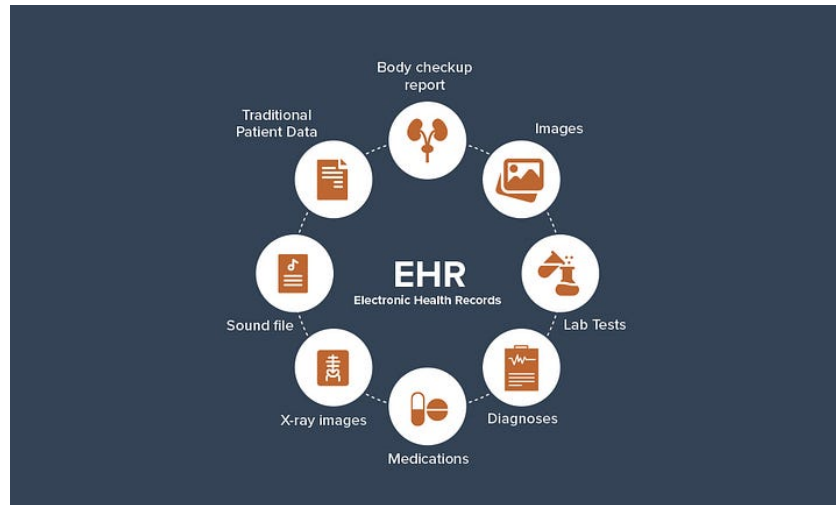 Body checkup
report
Images
Lab Tests
Diagnoses
Medications
X-ray images
Sound file
Traditional
Patient Data
EHR
Electronic Health Records